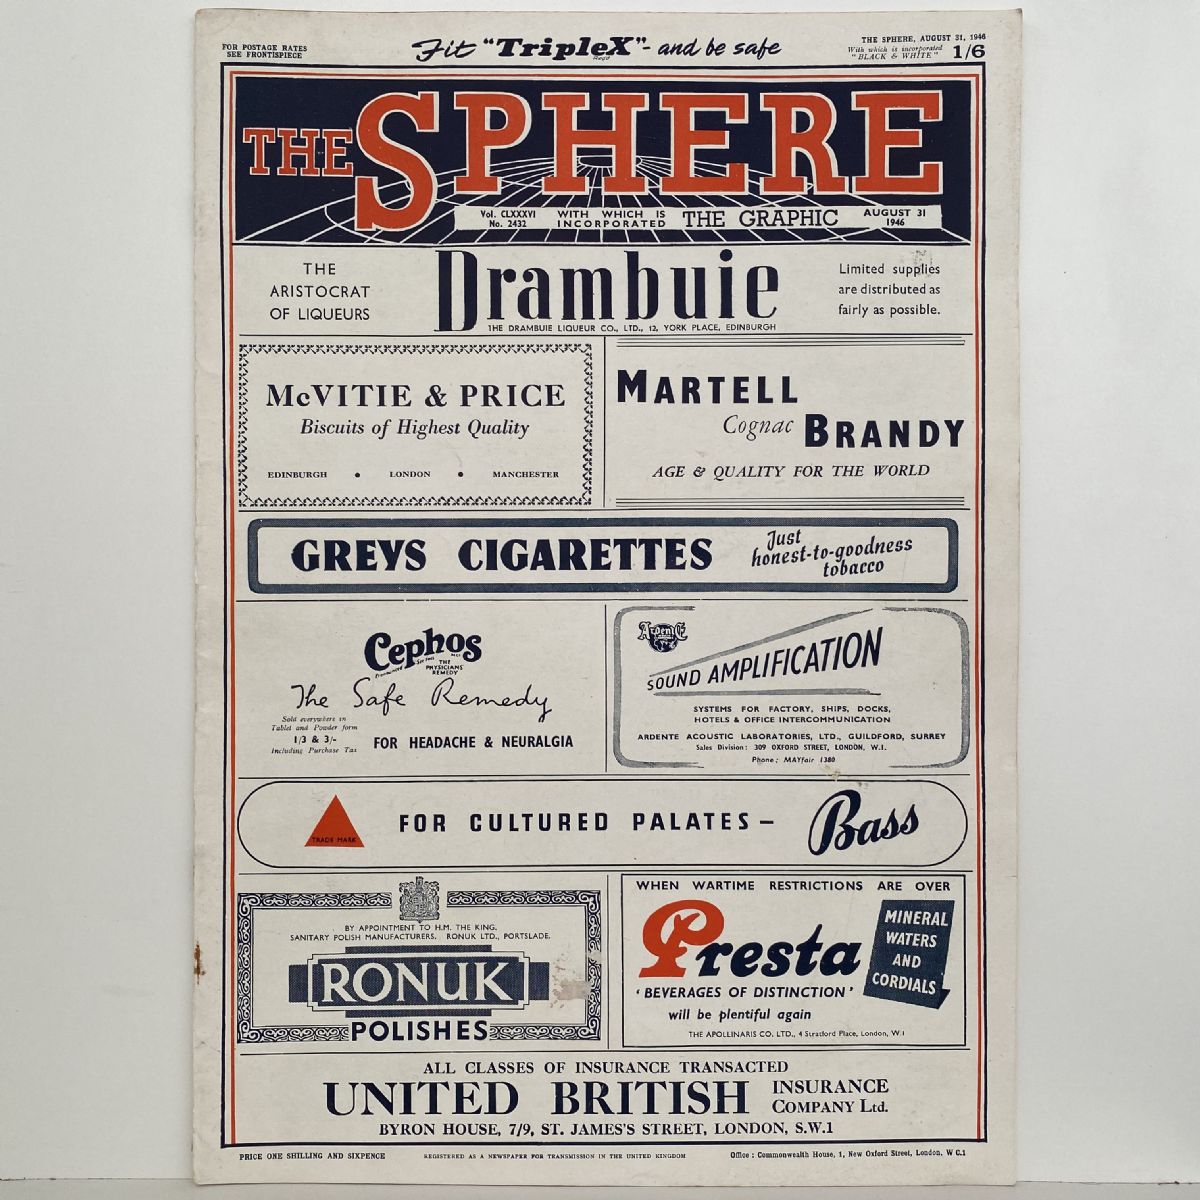 FOR POSTAGE RATES
SEE FRONTISPIECE
Fit "TripleX" - and be safe
Regd
THE SPHERE, AUGUST 31, 1946
With which is incorporated
"BLACK & WHITE"
1/6
THE SPHERE
Vol. CLXXXVI
No. 2432
WITH WHICH IS
INCORPORATED
THE GRAPHIC
AUGUST 31
1946
THE
ARISTOCRAT
OF LIQUEURS
Drambuie
THE DRAMBUIE LIQUEUR CO., LTD., 12, YORK PLACE, EDINBURGH
Limited supplies
are distributed as
fairly as possible.
McVITIE & PRICE
Biscuits of Highest Quality
EDINBURGH • LONDON • MANCHESTER
MARTELL
Cognac BRANDY
AGE & QUALITY FOR THE WORLD
GREYS CIGARETTES
Just
honest-to-goodness
tobacco
Cephos
THE
PHYSICIANS'
REMEDY
The Safe Remedy
Sold everywhere in
Tablet and Powder form
1/3 & 3/-
Including Purchase Tax
FOR HEADACHE & NEURALGIA
ArdentE
SOUND AMPLIFICATION
SYSTEMS FOR FACTORY, SHIPS, DOCKS,
HOTELS & OFFICE INTERCOMMUNICATION
ARDENTE ACOUSTIC LABORATORIES, LTD., GUILDFORD, SURREY
Sales Division: 309 OXFORD STREET, LONDON, W.1.
Phone: MAYfair 1380
TRADE MARK
FOR CULTURED PALATES –
Bass
BY APPOINTMENT TO H.M. THE KING.
SANITARY POLISH MANUFACTURERS. RONUK LTD., PORTSLADE.
RONUK
POLISHES
WHEN WARTIME RESTRICTIONS ARE OVER
Presta
MINERAL
WATERS
AND
CORDIALS
'BEVERAGES OF DISTINCTION'
will be plentiful again
THE APOLLINARIS CO. LTD., 4 Stratford Place, London, W.1
ALL CLASSES OF INSURANCE TRANSACTED
UNITED BRITISH
INSURANCE
COMPANY Ltd.
BYRON HOUSE, 7/9, ST. JAMES'S STREET, LONDON, S.W.1
PRICE ONE SHILLING AND SIXPENCE
REGISTERED AS A NEWSPAPER FOR TRANSMISSION IN THE UNITED KINGDOM
Office: Commonwealth House, 1, New Oxford Street, London, W C.1